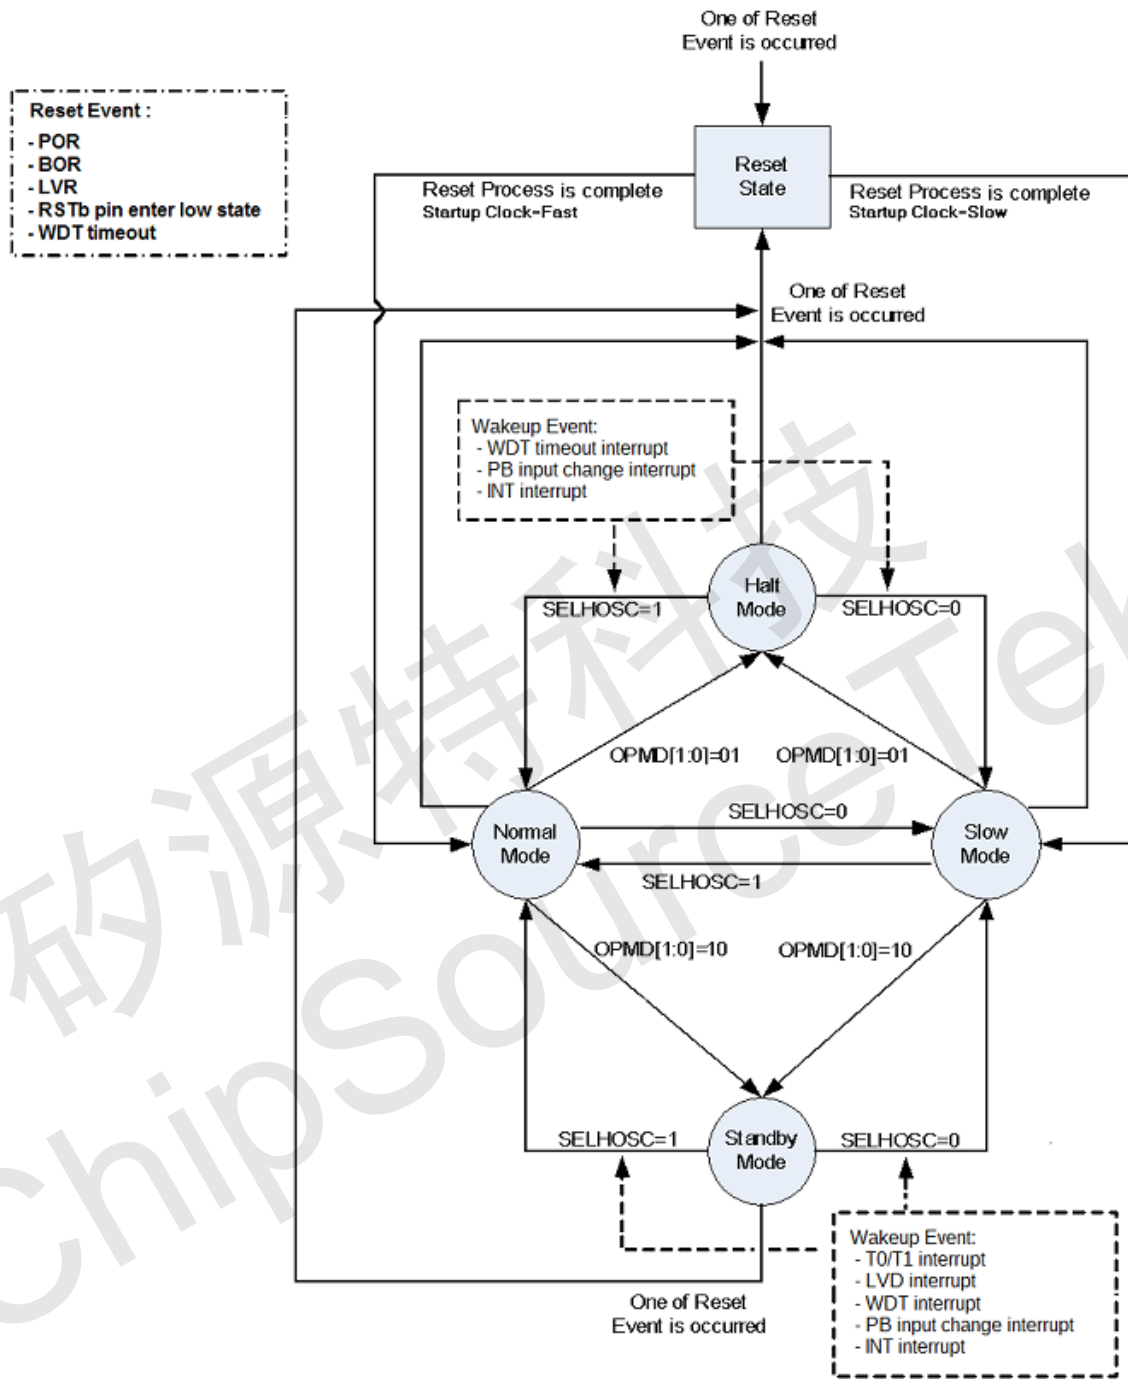 One of Reset
Event is occurred
Reset Event :
- POR
- BOR
- LVR
- RSTb pin enter low state
- WDT timeout
Reset
State
Reset Process is complete
Startup Clock-Fast
Reset Process is complete
Startup Clock-Slow
One of Reset
Event is occurred
Wakeup Event:
- WDT timeout interrupt
- PB input change interrupt
- INT interrupt
Halt
Mode
SELHOSC=1
SELHOSC=0
OPMD[1:0]=01
OPMD[1:0]=01
SELHOSC=0
Normal
Mode
Slow
Mode
SELHOSC=1
OPMD[1:0]=10
OPMD[1:0]=10
SELHOSC=1
Standby
Mode
SELHOSC=0
Wakeup Event:
- T0/T1 interrupt
- LVD interrupt
- WDT interrupt
- PB input change interrupt
- INT interrupt
One of Reset
Event is occurred
矽源特科技
ChipSourceTek